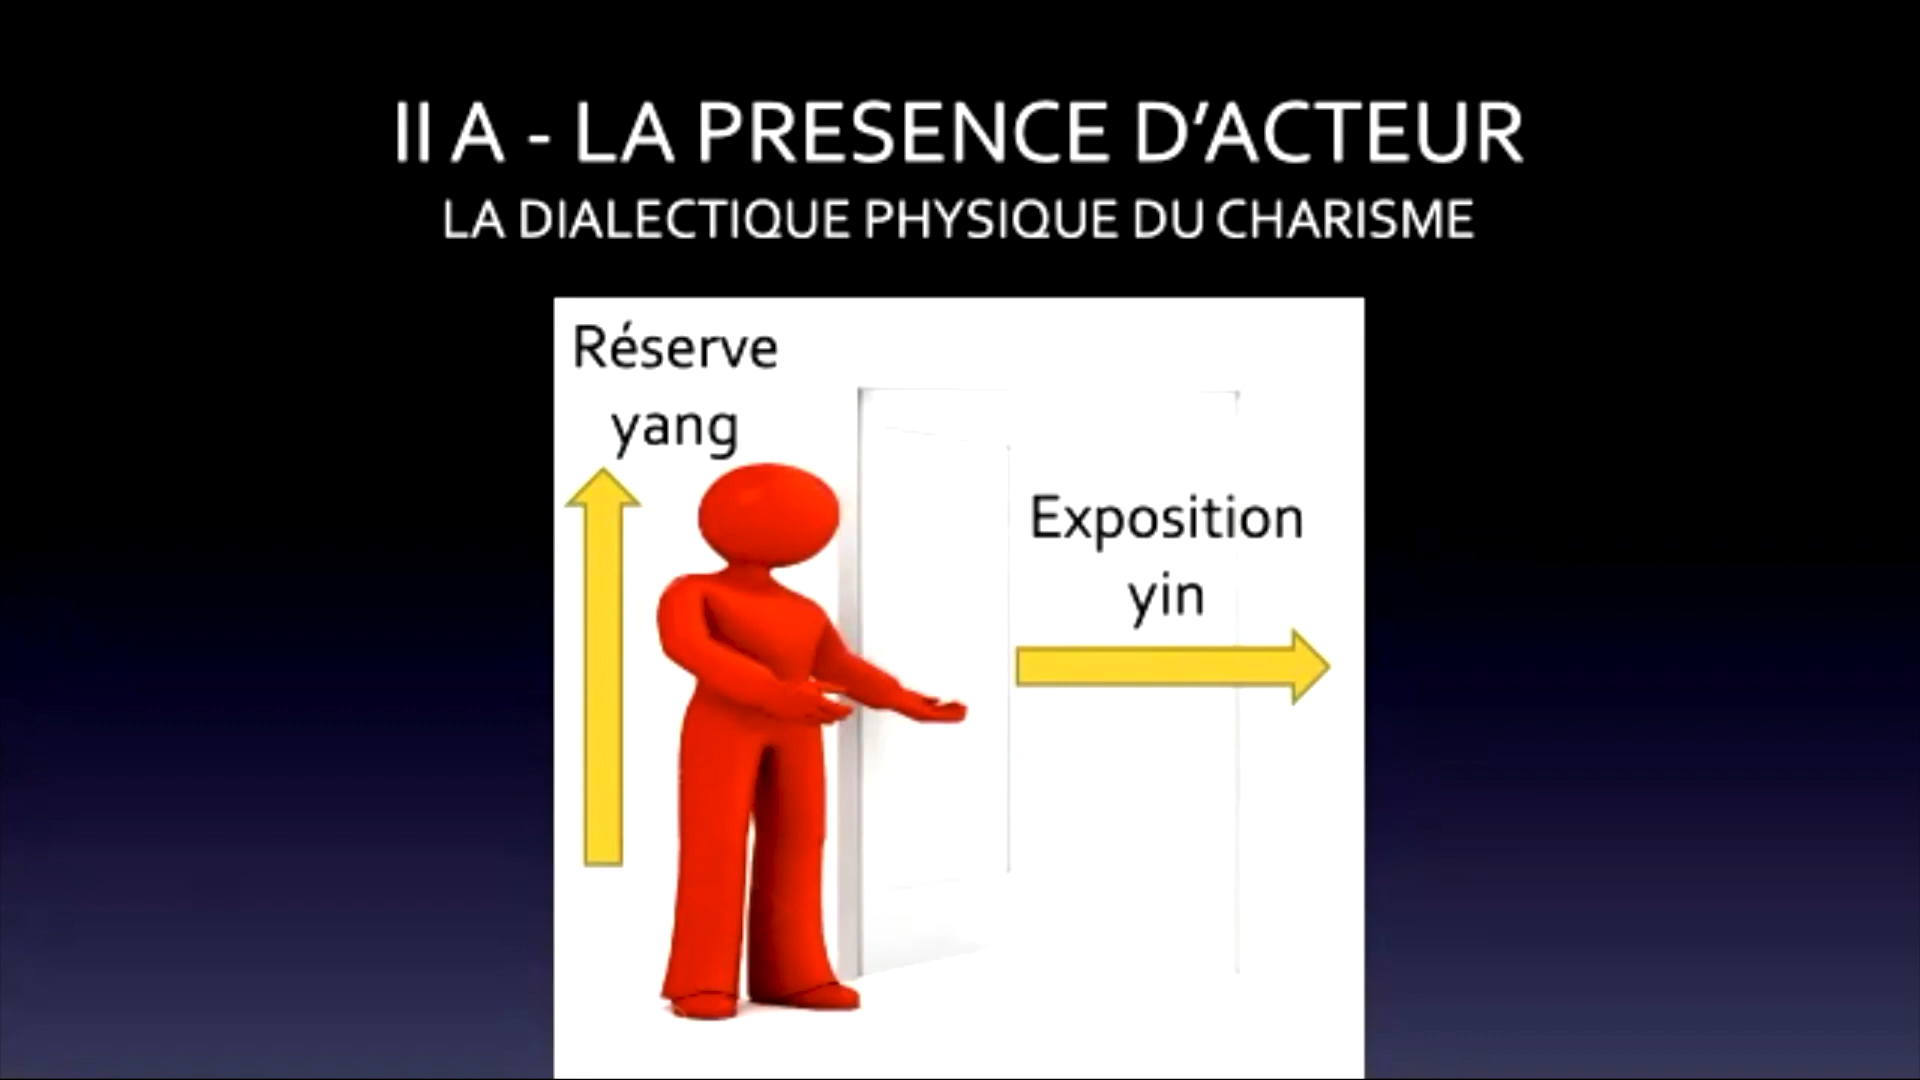 II A - LA PRESENCE D’ACTEUR
LA DIALECTIQUE PHYSIQUE DU CHARISME
Réserve
yang
Exposition
yin